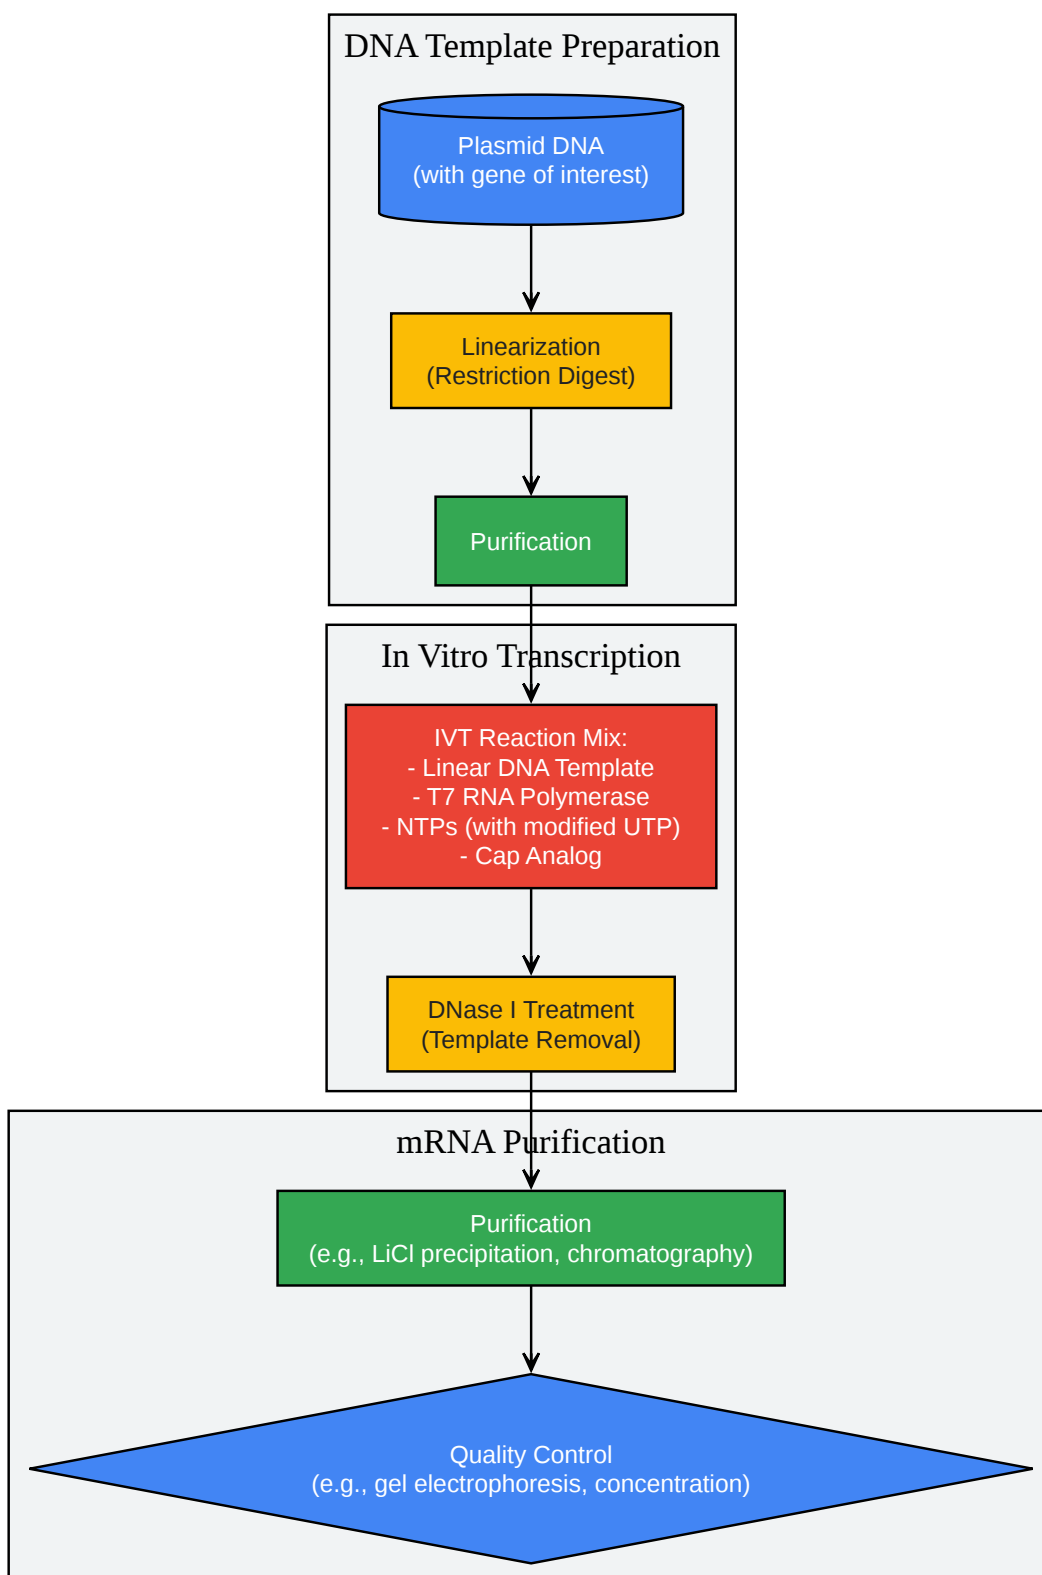 DNA Template Preparation
Plasmid DNA
(with gene of interest)
Linearization
(Restriction Digest)
Purification
In Vitro Transcription
IVT Reaction Mix:
- Linear DNA Template
- T7 RNA Polymerase
- NTPs (with modified UTP)
- Cap Analog
DNase I Treatment
(Template Removal)
mRNA Purification
Purification
(e.g., LiCl precipitation, chromatography)
Quality Control
(e.g., gel electrophoresis, concentration)